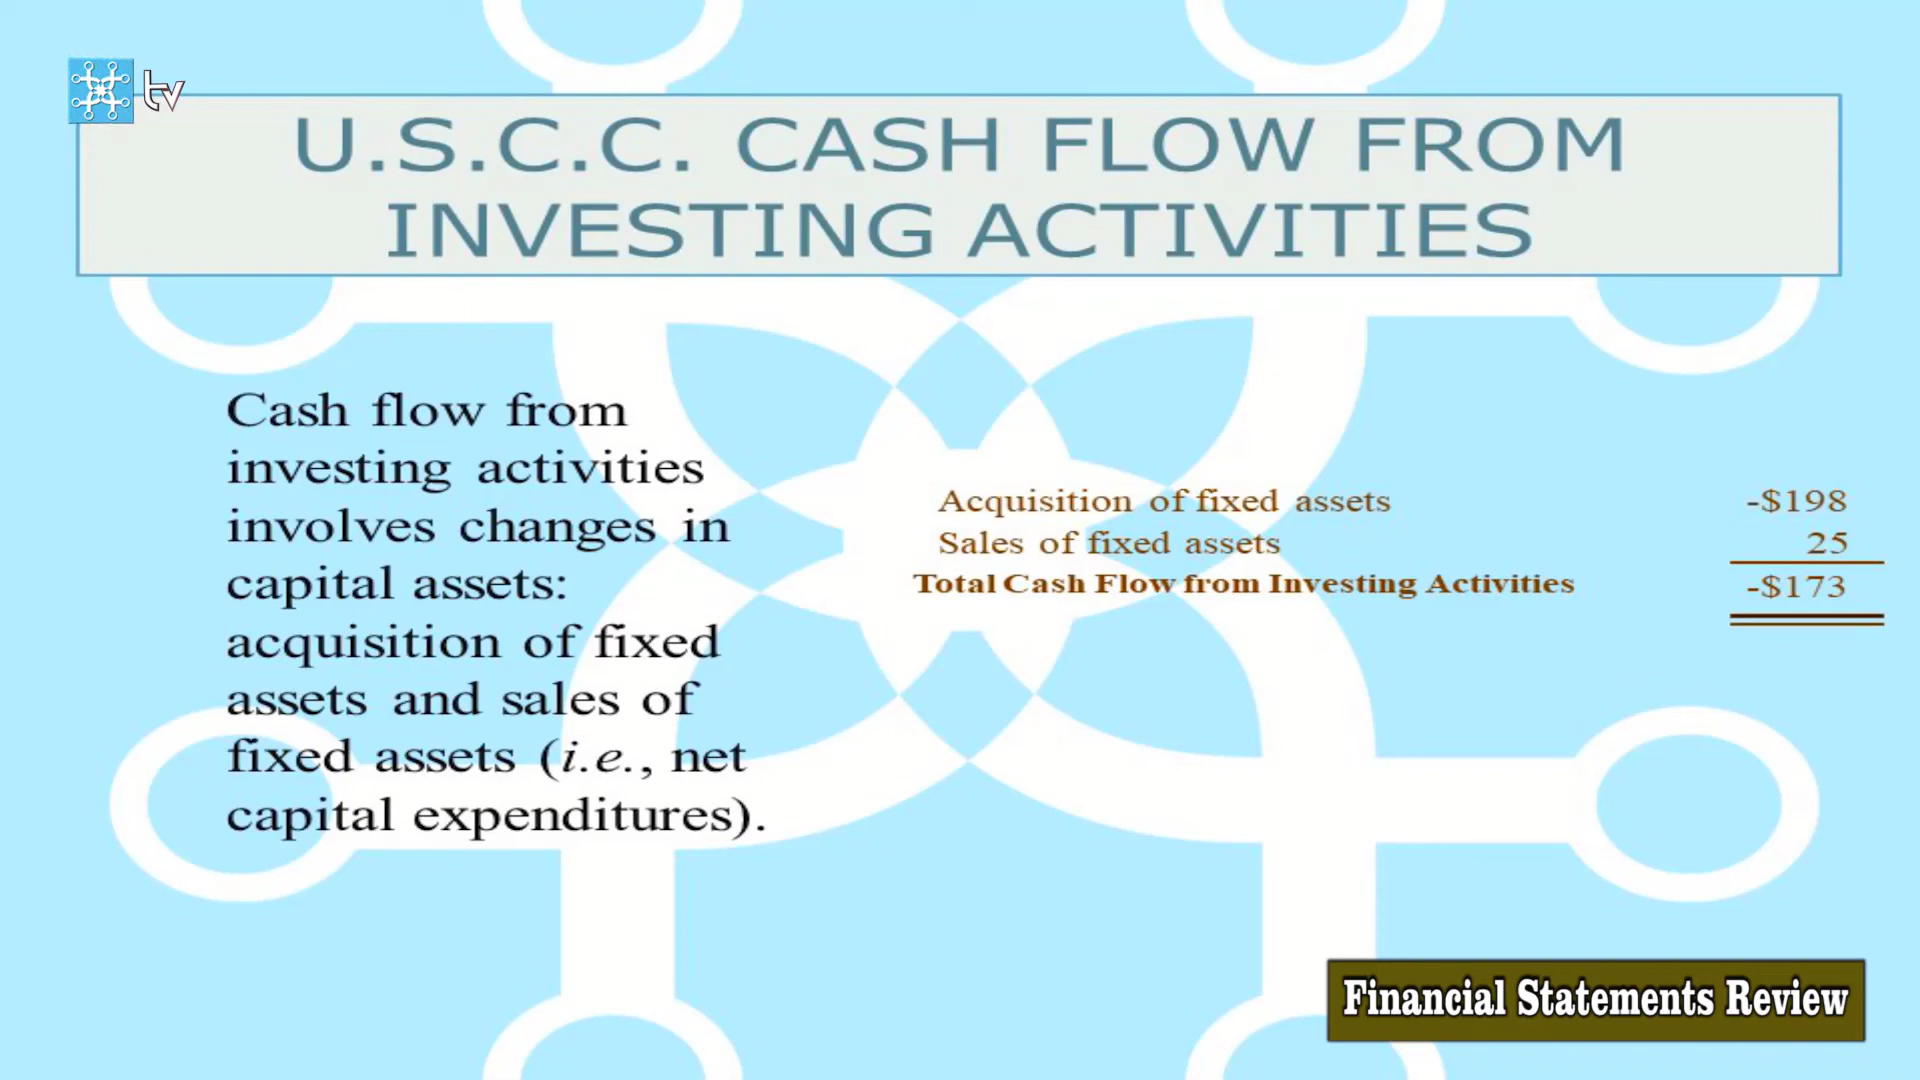 tv
U.S.C.C. CASH FLOW FROM
INVESTING ACTIVITIES
Cash flow from
investing activities
involves changes in
capital assets:
acquisition of fixed
assets and sales of
fixed assets (i.e., net
capital expenditures).
Acquisition of fixed assets -$198
Sales of fixed assets 25
Total Cash Flow from Investing Activities -$173
Financial Statements Review